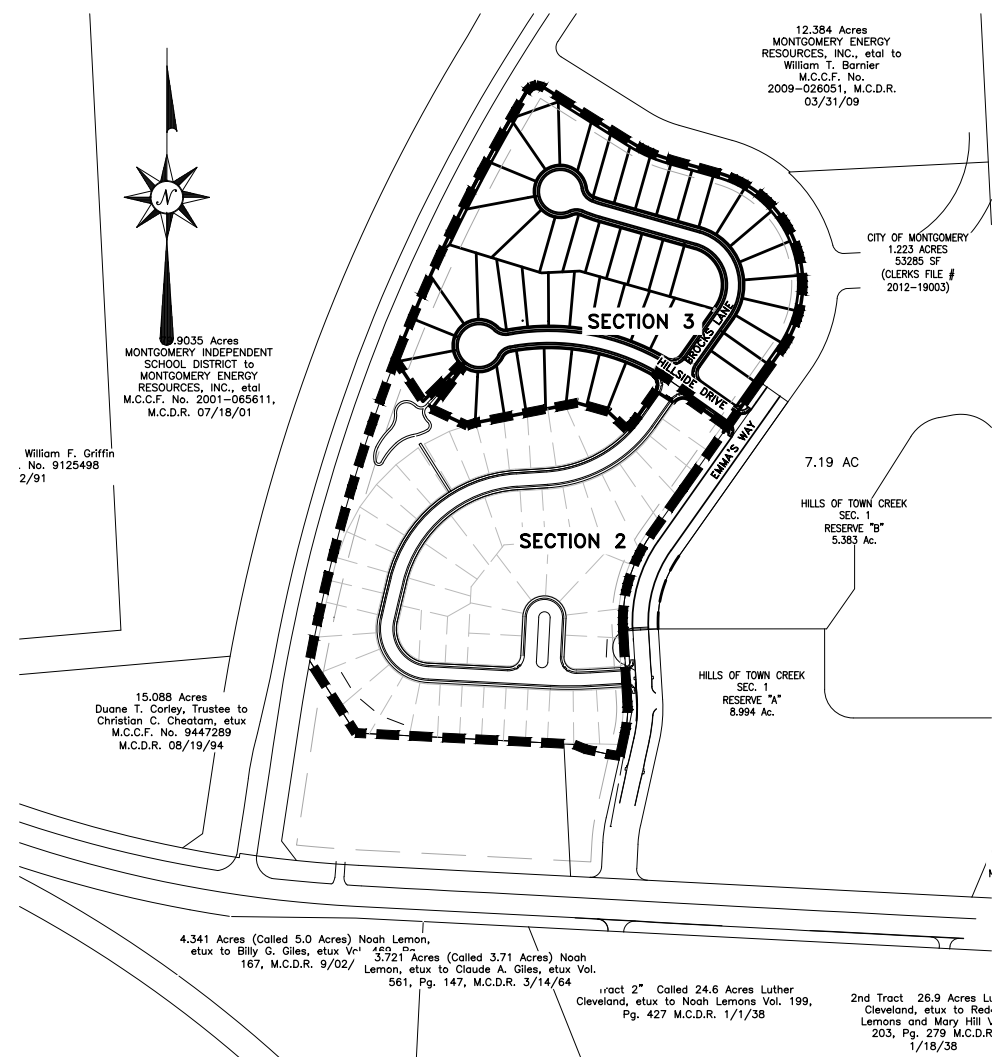 12.384 Acres
MONTGOMERY ENERGY
RESOURCES, INC., etal to
William T. Barnier
M.C.C.F. No.
2009-026051, M.C.D.R.
03/31/09
N
CITY OF MONTGOMERY
1.223 ACRES
53285 SF
(CLERKS FILE #
2012-19003)
SECTION 3
BROCKS LANE
HILLSIDE DRIVE
EMMA'S WAY
.9035 Acres
MONTGOMERY INDEPENDENT
SCHOOL DISTRICT to
MONTGOMERY ENERGY
RESOURCES, INC., etal
M.C.C.F. No. 2001-065611,
M.C.D.R. 07/18/01
William F. Griffin
. No. 9125498
2/91
7.19 AC
HILLS OF TOWN CREEK
SEC. 1
RESERVE "B"
5.383 Ac.
SECTION 2
HILLS OF TOWN CREEK
SEC. 1
RESERVE "A"
8.994 Ac.
15.088 Acres
Duane T. Corley, Trustee to
Christian C. Cheatam, etux
M.C.C.F. No. 9447289
M.C.D.R. 08/19/94
4.341 Acres (Called 5.0 Acres) Noah Lemon,
etux to Billy G. Giles, etux Vol. 469, Pg.
167, M.C.D.R. 9/02/
3.721 Acres (Called 3.71 Acres) Noah
Lemon, etux to Claude A. Giles, etux Vol.
561, Pg. 147, M.C.D.R. 3/14/64
Tract 2" Called 24.6 Acres Luther
Cleveland, etux to Noah Lemons Vol. 199,
Pg. 427 M.C.D.R. 1/1/38
2nd Tract 26.9 Acres Lu
Cleveland, etux to Red
Lemons and Mary Hill V
203, Pg. 279 M.C.D.R
1/18/38